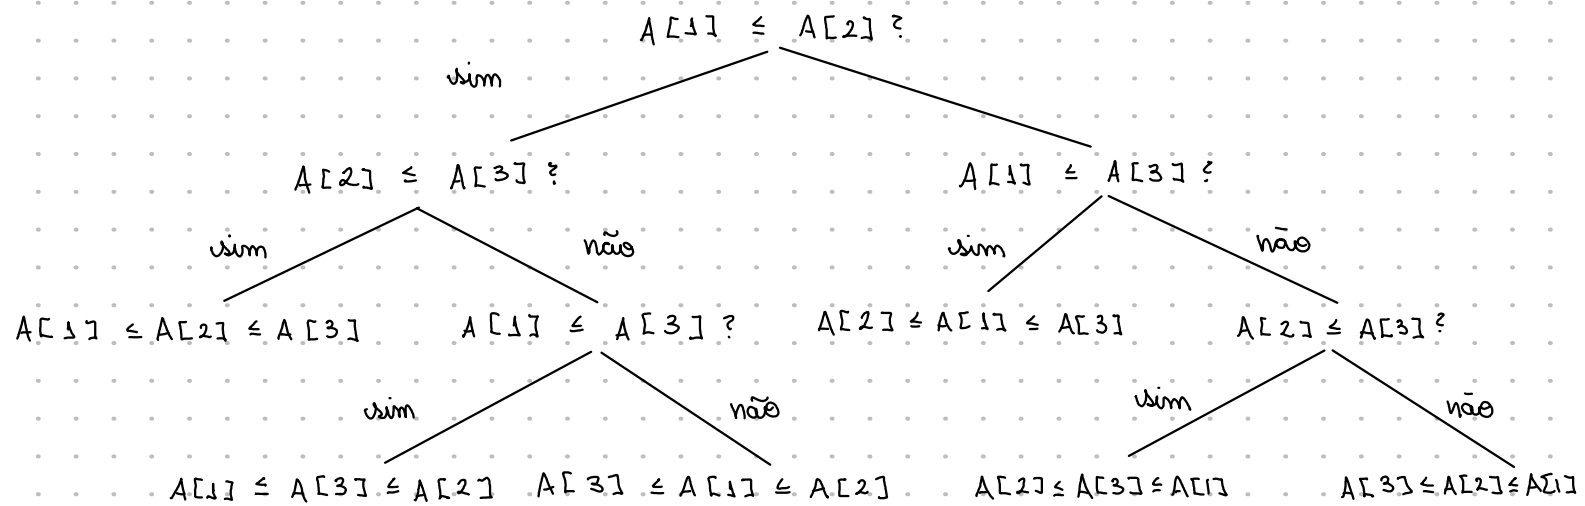 A[1] ≤ A[2] ?
sim
A[2] ≤ A[3] ? A[1] ≤ A[3] ?
sim não sim não
A[1] ≤ A[2] ≤ A[3] A[1] ≤ A[3] ? A[2] ≤ A[1] ≤ A[3] A[2] ≤ A[3] ?
sim não sim não
A[1] ≤ A[3] ≤ A[2] A[3] ≤ A[1] ≤ A[2] A[2] ≤ A[3] ≤ A[1] A[3] ≤ A[2] ≤ A[1]